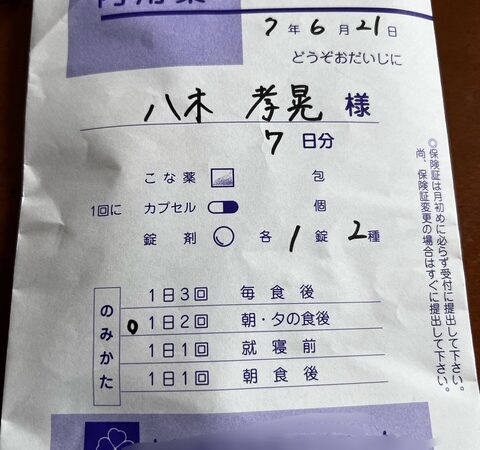 7年6月21日
どうぞおだいじに
八木 孝晃 様
7 日分
こな薬 包
1回に カプセル 個
錠剤 各 1 錠 2 種
のみかた
1日3回 毎食後
1日2回 朝・夕の食後
1日1回 就寝前
1日1回 朝食後
◎保険証は月初めに必らず受付に提出して下さい。
尚、保険証変更の場合はすぐに提出して下さい。